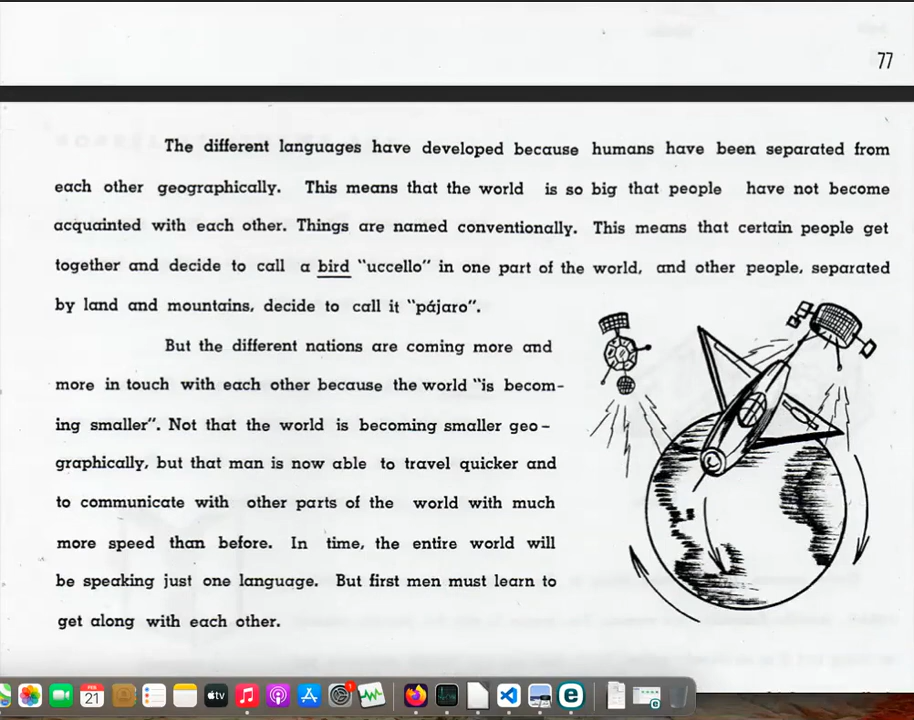 77
The different languages have developed because humans have been separated from
each other geographically. This means that the world is so big that people have not become
acquainted with each other. Things are named conventionally. This means that certain people get
together and decide to call a bird "uccello" in one part of the world, and other people, separated
by land and mountains, decide to call it "pájaro".
But the different nations are coming more and
more in touch with each other because the world "is becom-
ing smaller". Not that the world is becoming smaller geo-
graphically, but that man is now able to travel quicker and
to communicate with other parts of the world with much
more speed than before. In time, the entire world will
be speaking just one language. But first men must learn to
get along with each other.
FEB
21
tv